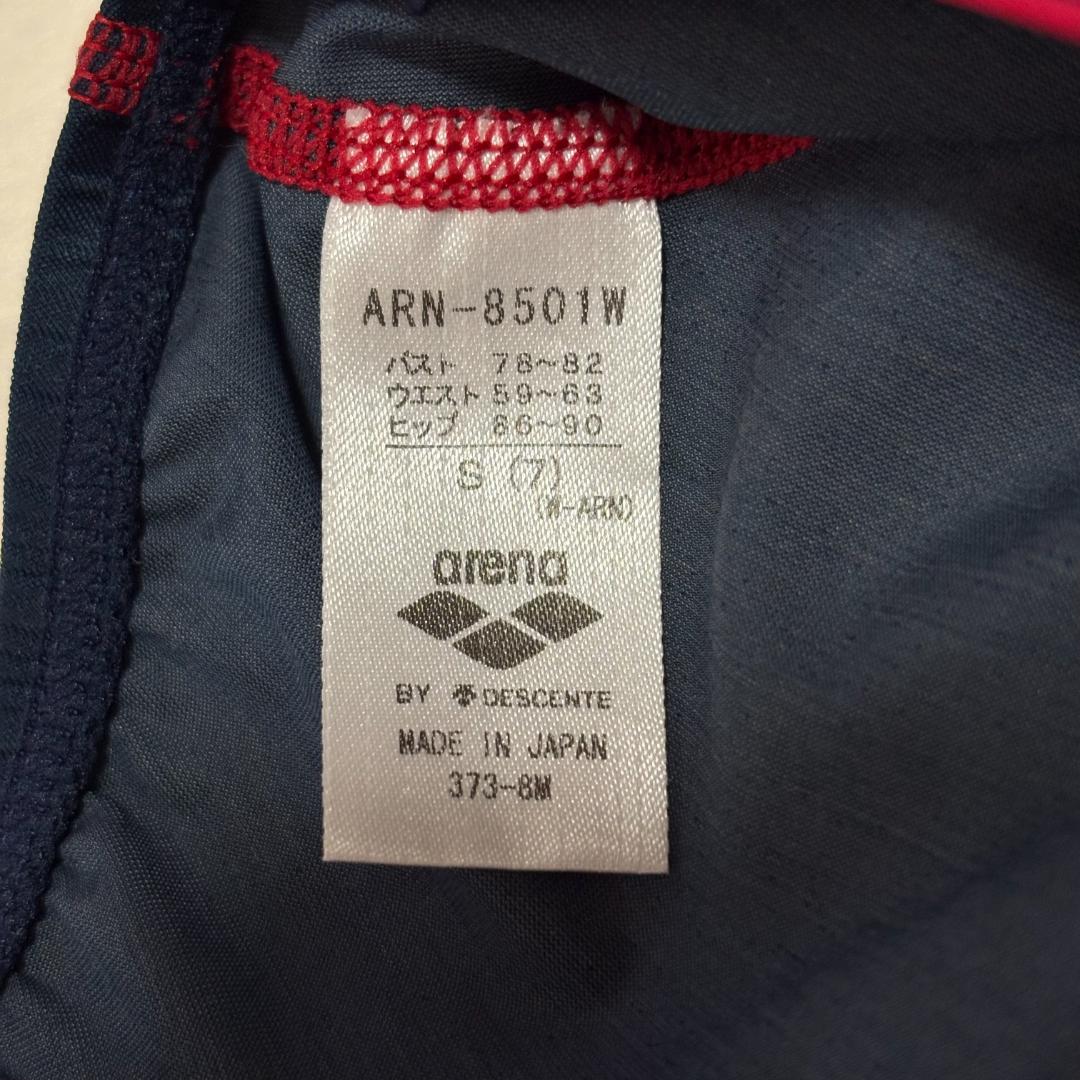 ARN-8501W
バスト 78~82
ウエスト 59~63
ヒップ 86~90
S (7)
(W-ARN)
arena
BY DESCENTE
MADE IN JAPAN
373-8M